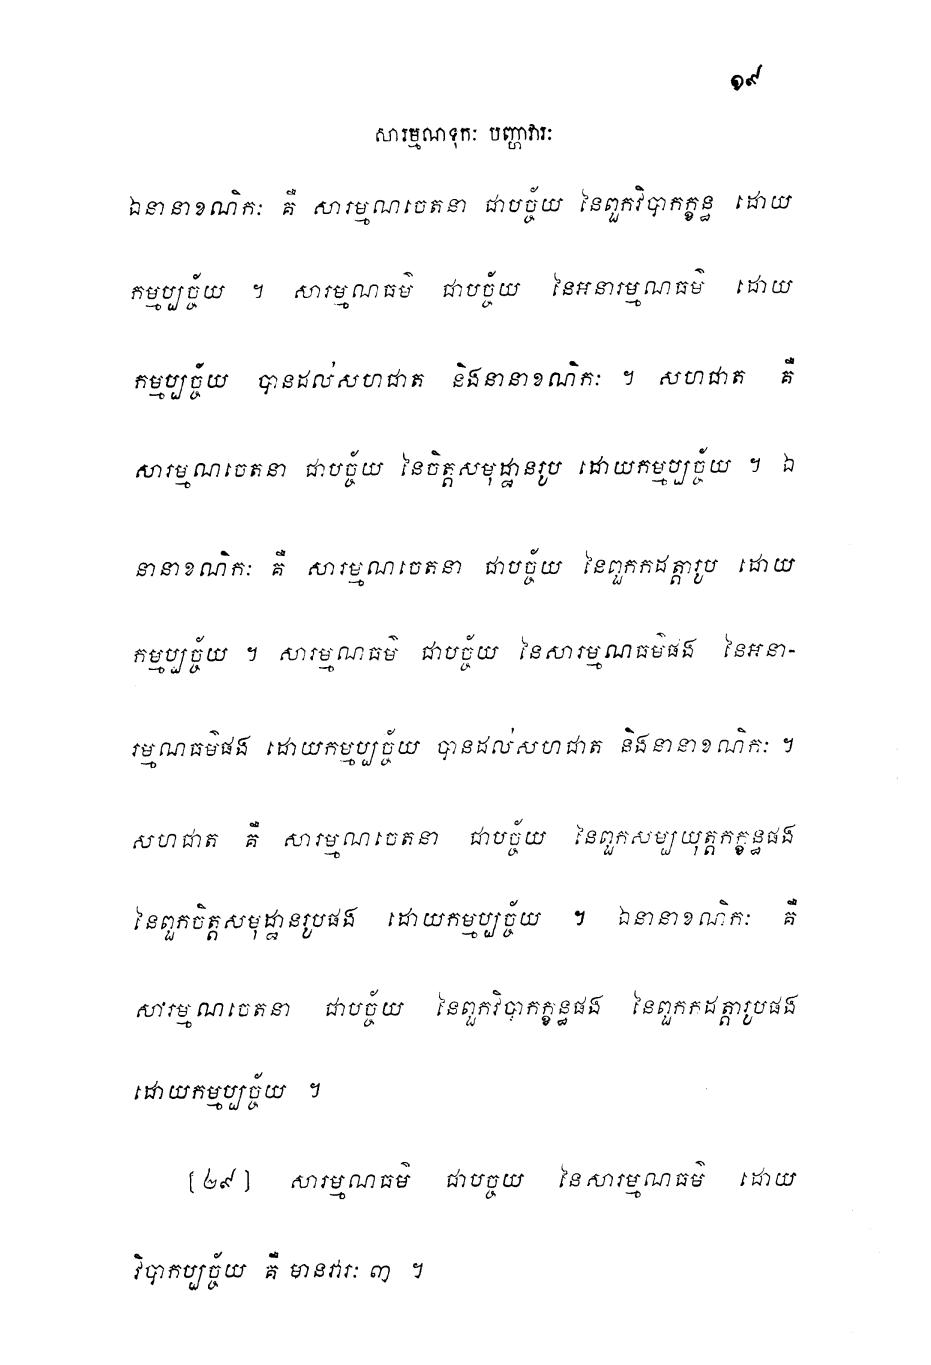 ១៩
សារម្មណទុកៈ បញ្ហាវារៈ
ឯនានាខណិកៈ គឺ សារម្មណចេតនា ជាបច្ច័យ នៃពួកវិបាកក្ខន្ធ ដោយ
កម្មប្បច្ច័យ ។ សារម្មណធម៌ ជាបច្ច័យ នៃអនារម្មណធម៌ ដោយ
កម្មប្បច្ច័យ បានដល់សហជាត និងនានាខណិកៈ ។ សហជាត គឺ
សារម្មណចេតនា ជាបច្ច័យ នៃចិត្តសមុដ្ឋានរូប ដោយកម្មប្បច្ច័យ ។ ឯ
នានាខណិកៈ គឺ សារម្មណចេតនា ជាបច្ច័យ នៃពួកកដត្តារូប ដោយ
កម្មប្បច្ច័យ ។ សារម្មណធម៌ ជាបច្ច័យ នៃសារម្មណធម៌ផង នៃអនា-
រម្មណធម៌ផង ដោយកម្មប្បច្ច័យ បានដល់សហជាត និងនានាខណិកៈ ។
សហជាត គឺ សារម្មណចេតនា ជាបច្ច័យ នៃពួកសម្បយុត្តកក្ខន្ធផង
នៃពួកចិត្តសមុដ្ឋានរូបផង ដោយកម្មប្បច្ច័យ ។ ឯនានាខណិកៈ គឺ
សារម្មណចេតនា ជាបច្ច័យ នៃពួកវិបាកក្ខន្ធផង នៃពួកកដត្តារូបផង
ដោយកម្មប្បច្ច័យ ។
[២៩] សារម្មណធម៌ ជាបច្ចយ នៃសារម្មណធម៌ ដោយ
វិបាកប្បច្ច័យ គឺ មានវារៈ ៣ ។